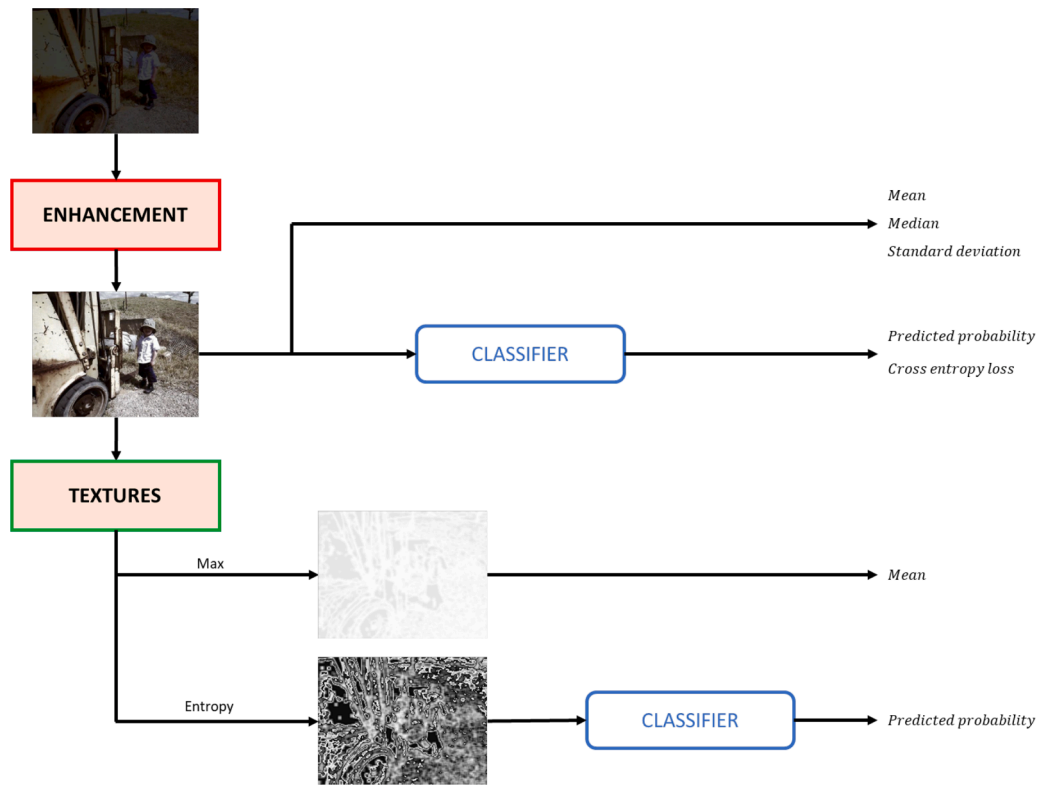 ENHANCEMENT
Mean
Median
Standard deviation
CLASSIFIER
Predicted probability
Cross entropy loss
TEXTURES
Max
Mean
Entropy
CLASSIFIER
Predicted probability